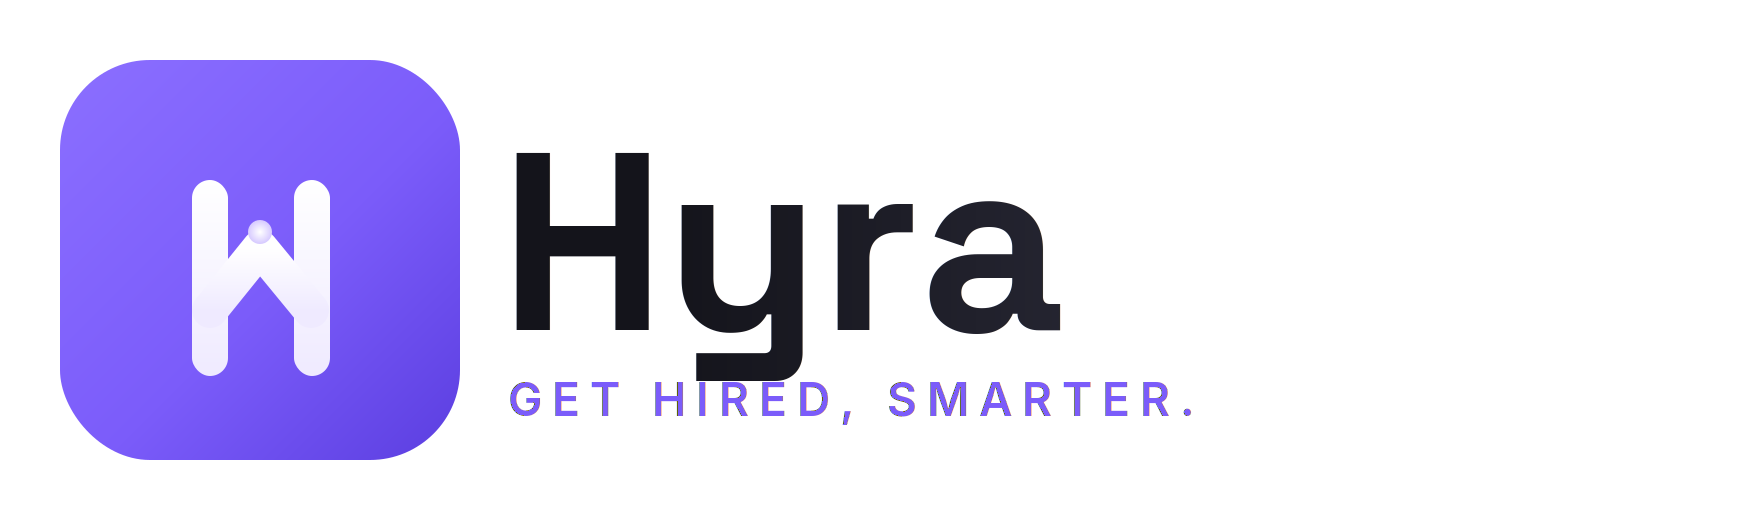 Hyra
GET HIRED, SMARTER.